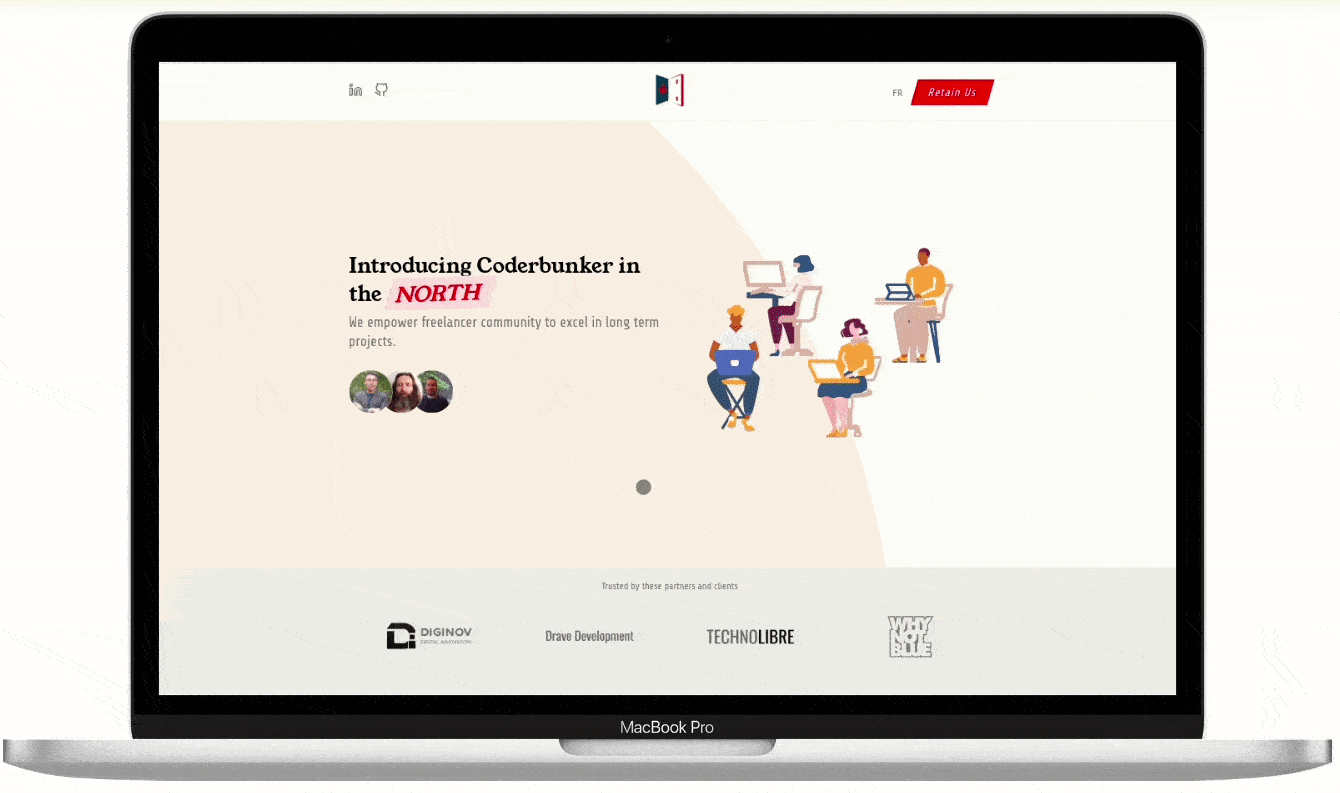 in
FR
Retain Us
Introducing Coderbunker in
the NORTH
We empower freelancer community to excel in long term
projects.
Trusted by these partners and clients
DIGINOV
Drave Development
TECHNOLIBRE
WHY
NOT
BLUE
MacBook Pro